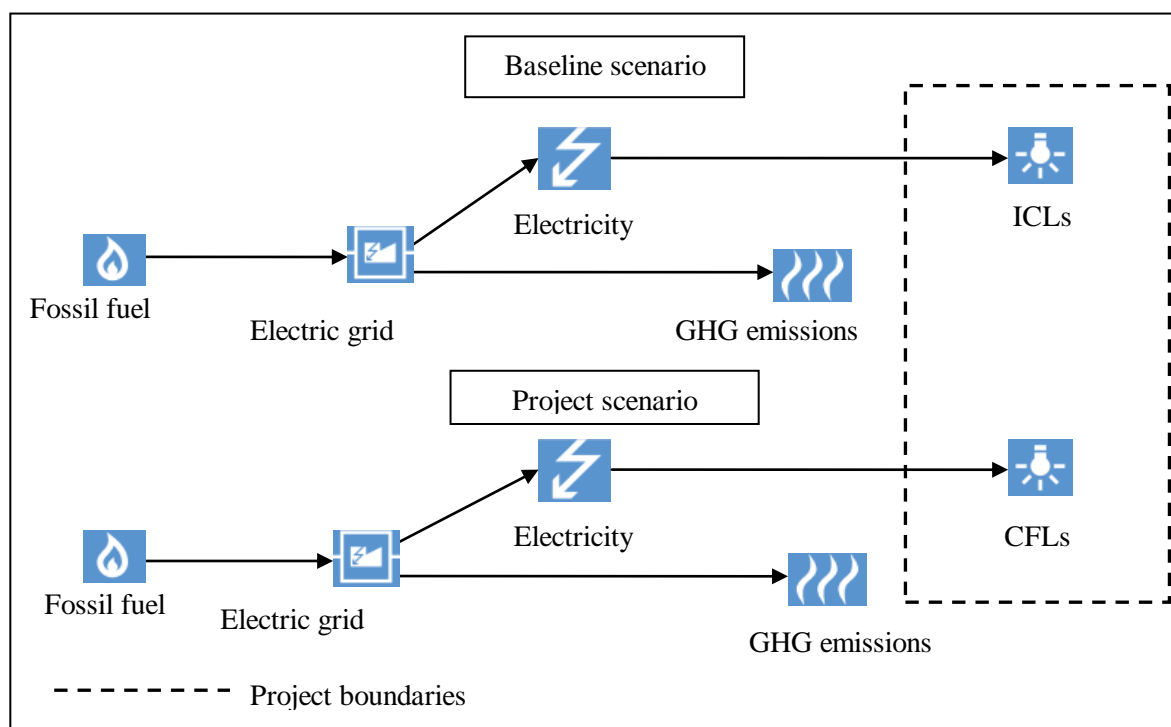 Baseline scenario
Electricity
ICLs
Fossil fuel
Electric grid
GHG emissions
Project scenario
Electricity
CFLs
Fossil fuel
Electric grid
GHG emissions
Project boundaries